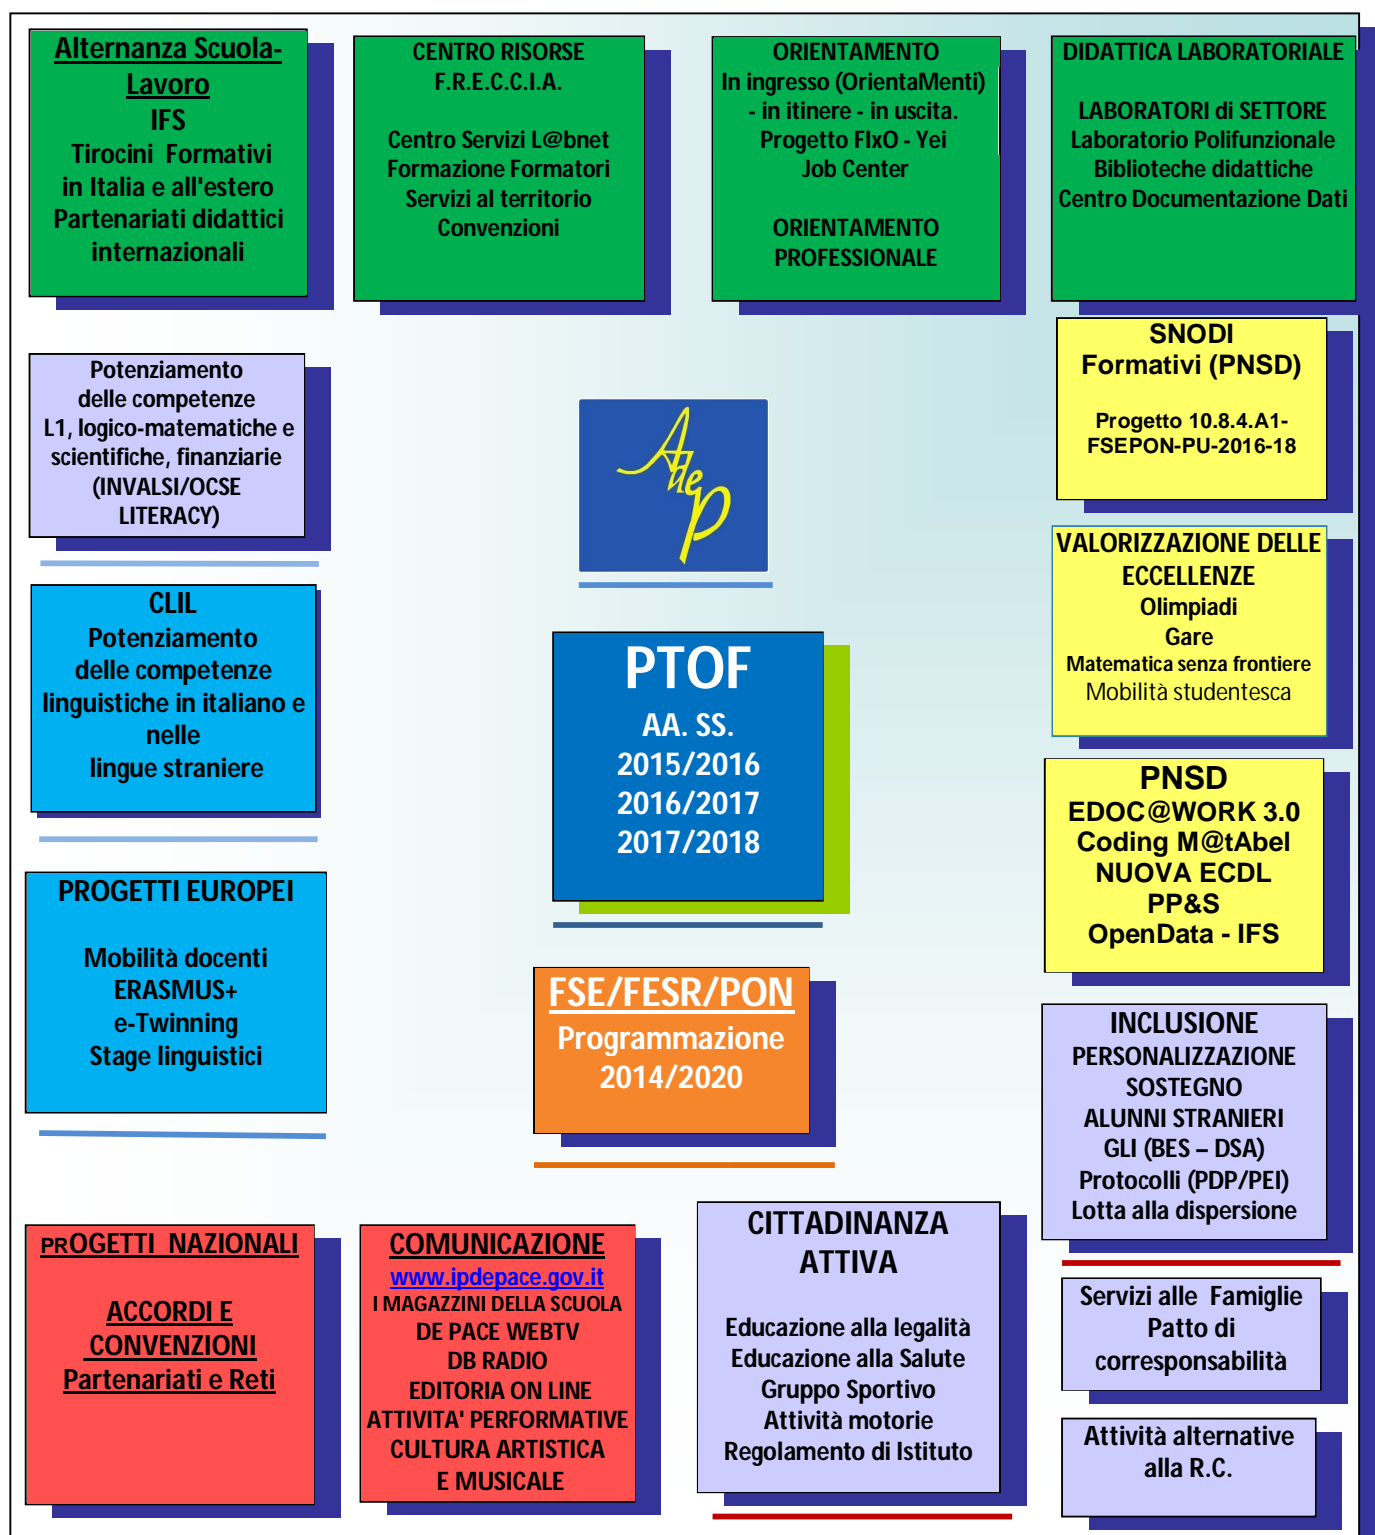 Alternanza Scuola-
Lavoro
IFS
Tirocini Formativi
in Italia e all'estero
Partenariati didattici
internazionali
CENTRO RISORSE
F.R.E.C.C.I.A.
Centro Servizi L@bnet
Formazione Formatori
Servizi al territorio
Convenzioni
ORIENTAMENTO
In ingresso (OrientaMenti)
- in itinere - in uscita.
Progetto FIxO - Yei
Job Center
ORIENTAMENTO
PROFESSIONALE
DIDATTICA LABORATORIALE
LABORATORI di SETTORE
Laboratorio Polifunzionale
Biblioteche didattiche
Centro Documentazione Dati
SNODI
Formativi (PNSD)
Progetto 10.8.4.A1-
FSEPON-PU-2016-18
Potenziamento
delle competenze
L1, logico-matematiche e
scientifiche, finanziarie
(INVALSI/OCSE
LITERACY)
AdeP
VALORIZZAZIONE DELLE
ECCELLENZE
Olimpiadi
Gare
Matematica senza frontiere
Mobilità studentesca
CLIL
Potenziamento
delle competenze
linguistiche in italiano e
nelle
lingue straniere
PTOF
AA. SS.
2015/2016
2016/2017
2017/2018
PNSD
EDOC@WORK 3.0
Coding M@tAbel
NUOVA ECDL
PP&S
OpenData - IFS
PROGETTI EUROPEI
Mobilità docenti
ERASMUS+
e-Twinning
Stage linguistici
FSE/FESR/PON
Programmazione
2014/2020
INCLUSIONE
PERSONALIZZAZIONE
SOSTEGNO
ALUNNI STRANIERI
GLI (BES – DSA)
Protocolli (PDP/PEI)
Lotta alla dispersione
PROGETTI NAZIONALI
ACCORDI E
CONVENZIONI
Partenariati e Reti
COMUNICAZIONE
www.ipdepace.gov.it
I MAGAZZINI DELLA SCUOLA
DE PACE WEBTV
DB RADIO
EDITORIA ON LINE
ATTIVITA' PERFORMATIVE
CULTURA ARTISTICA
E MUSICALE
CITTADINANZA
ATTIVA
Educazione alla legalità
Educazione alla Salute
Gruppo Sportivo
Attività motorie
Regolamento di Istituto
Servizi alle Famiglie
Patto di
corresponsabilità
Attività alternative
alla R.C.